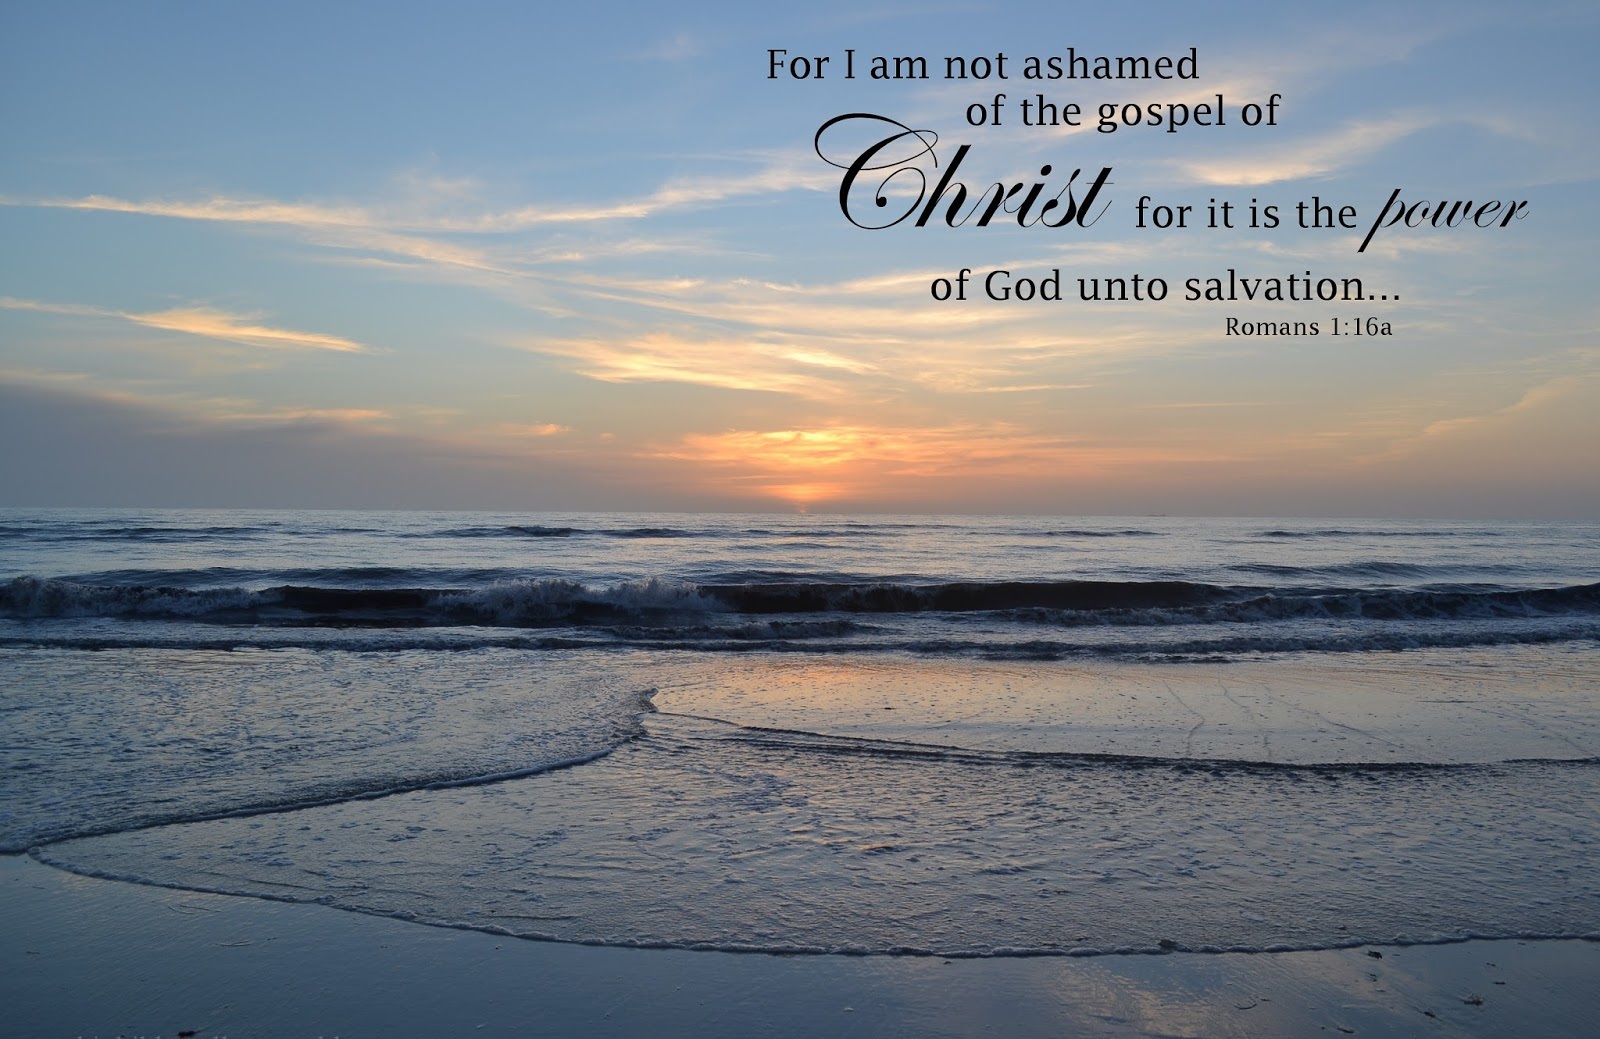 For I am not ashamed
of the gospel of
Christ for it is the power
of God unto salvation...
Romans 1:16a